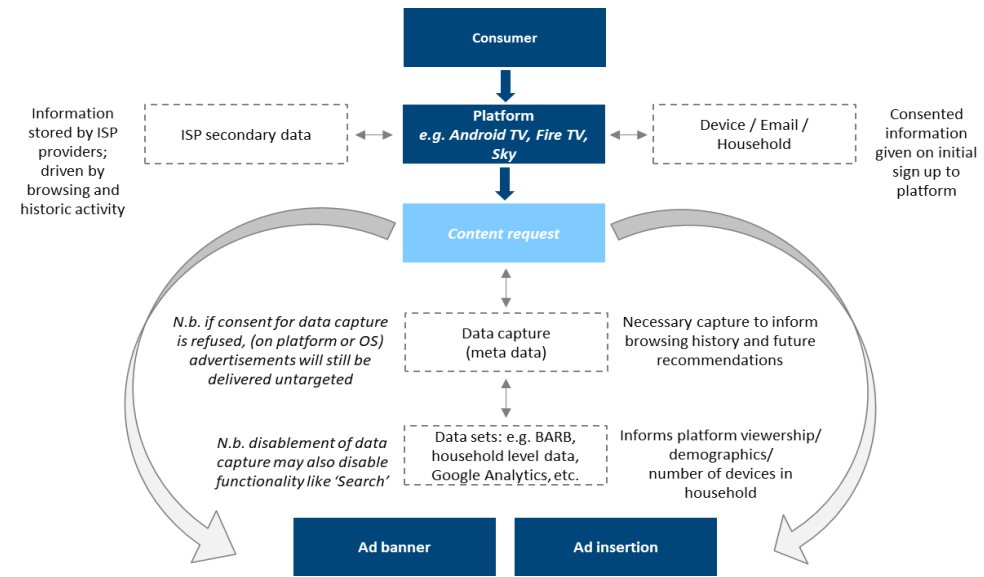 Consumer
Information
stored by ISP
providers;
driven by
browsing and
historic activity
ISP secondary data
Platform
e.g. Android TV, Fire TV,
Sky
Device / Email /
Household
Consented
information
given on initial
sign up to
platform
Content request
N.b. if consent for data capture
is refused, (on platform or OS)
advertisements will still be
delivered untargeted
Data capture
(meta data)
Necessary capture to inform
browsing history and future
recommendations
N.b. disablement of data
capture may also disable
functionality like ‘Search’
Data sets: e.g. BARB,
household level data,
Google Analytics, etc.
Informs platform viewership/
demographics/
number of devices in
household
Ad banner
Ad insertion